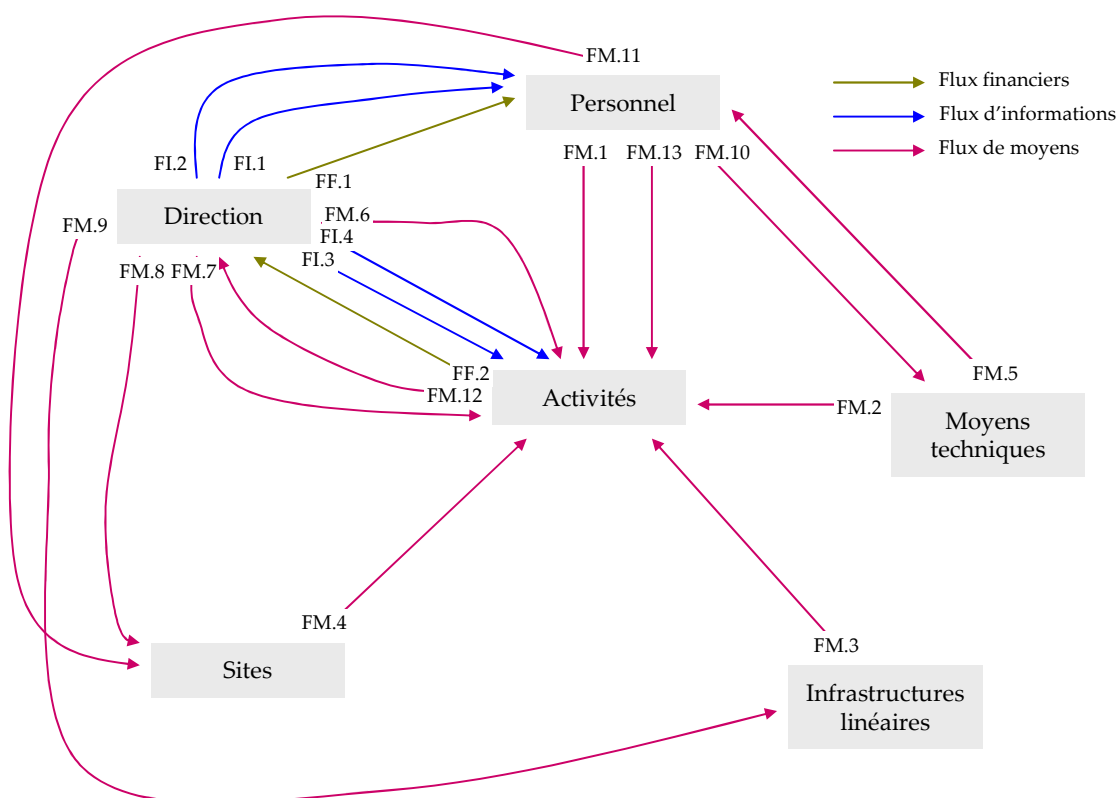 FM.11
Flux financiers
Personnel
Flux d'informations
Flux de moyens
FI.2
FI.1
FM.1
FM.13
FM.10
FF.1
FM.9
Direction
FM.6
FI.4
FI.3
FM.8
FM.7
FF.2
FM.12
Activités
FM.5
FM.2
Moyens
techniques
FM.4
FM.3
Sites
Infrastructures
linéaires